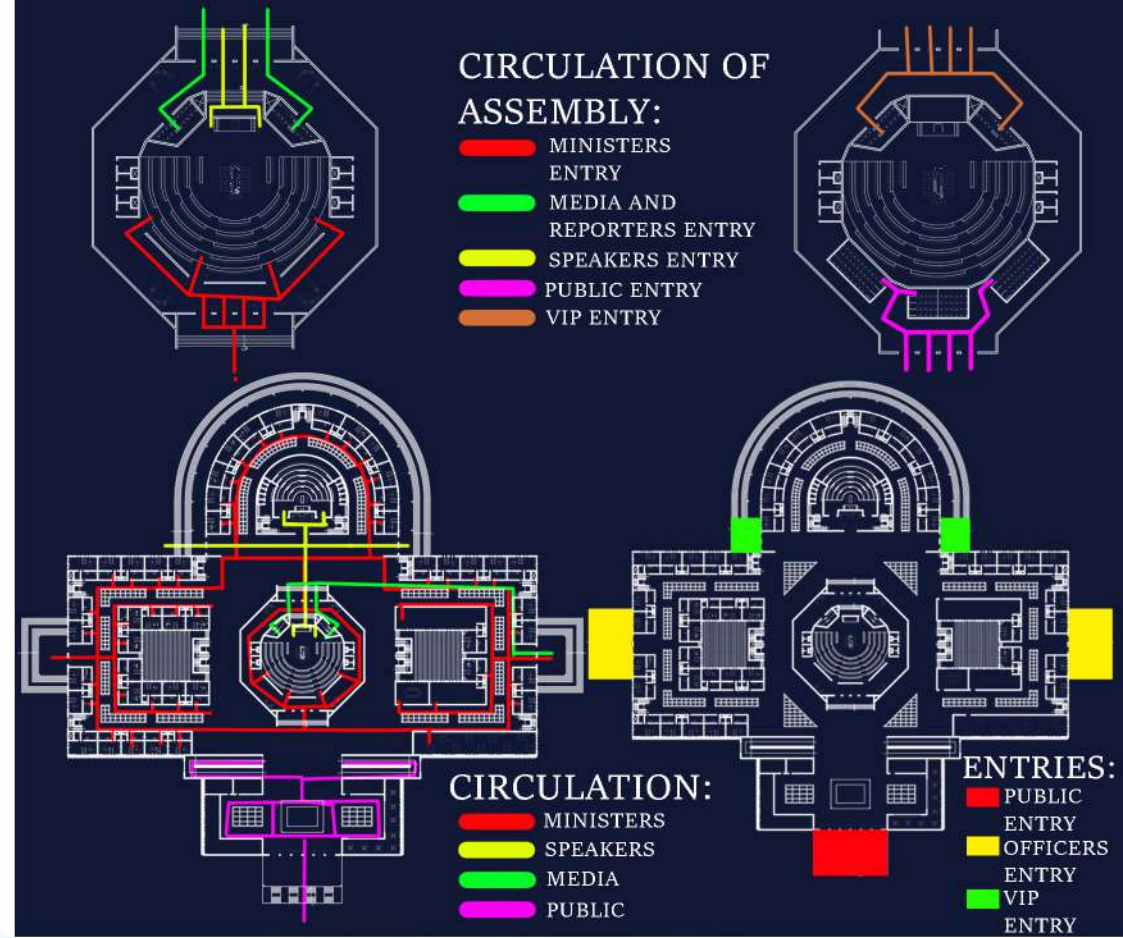 CIRCULATION OF
ASSEMBLY:
MINISTERS
ENTRY
MEDIA AND
REPORTERS ENTRY
SPEAKERS ENTRY
PUBLIC ENTRY
VIP ENTRY
CIRCULATION:
MINISTERS
SPEAKERS
MEDIA
PUBLIC
ENTRIES:
PUBLIC
ENTRY
OFFICERS
ENTRY
VIP
ENTRY